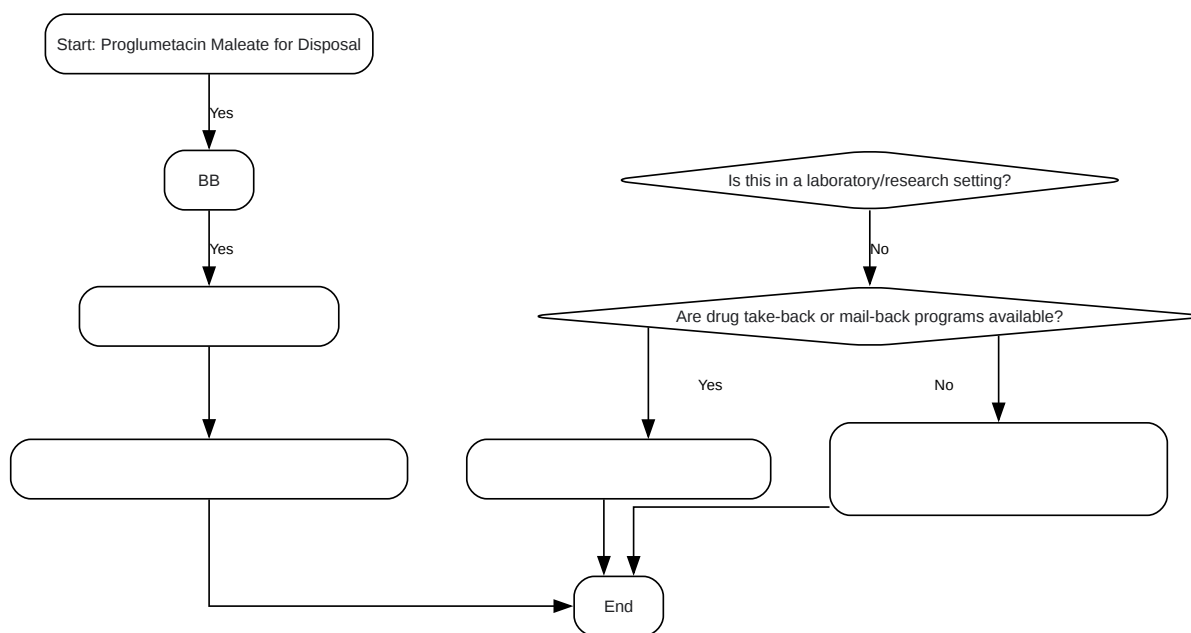 Start: Proglumetacin Maleate for Disposal
Yes
BB
Is this in a laboratory/research setting?
Yes
No
Are drug take-back or mail-back programs available?
Yes
No
End